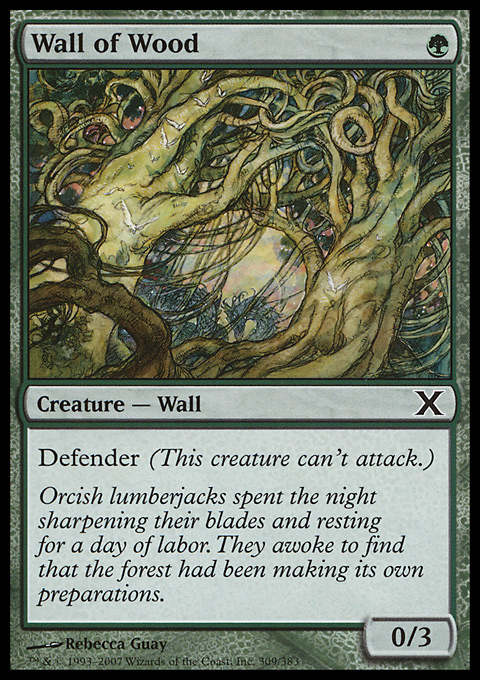 Wall of Wood
Creature — Wall
X
Defender (This creature can't attack.)
Orcish lumberjacks spent the night
sharpening their blades and resting
for a day of labor. They awoke to find
that the forest had been making its own
preparations.
Rebecca Guay
0/3
™ & © 1993–2007 Wizards of the Coast, Inc. 309/383